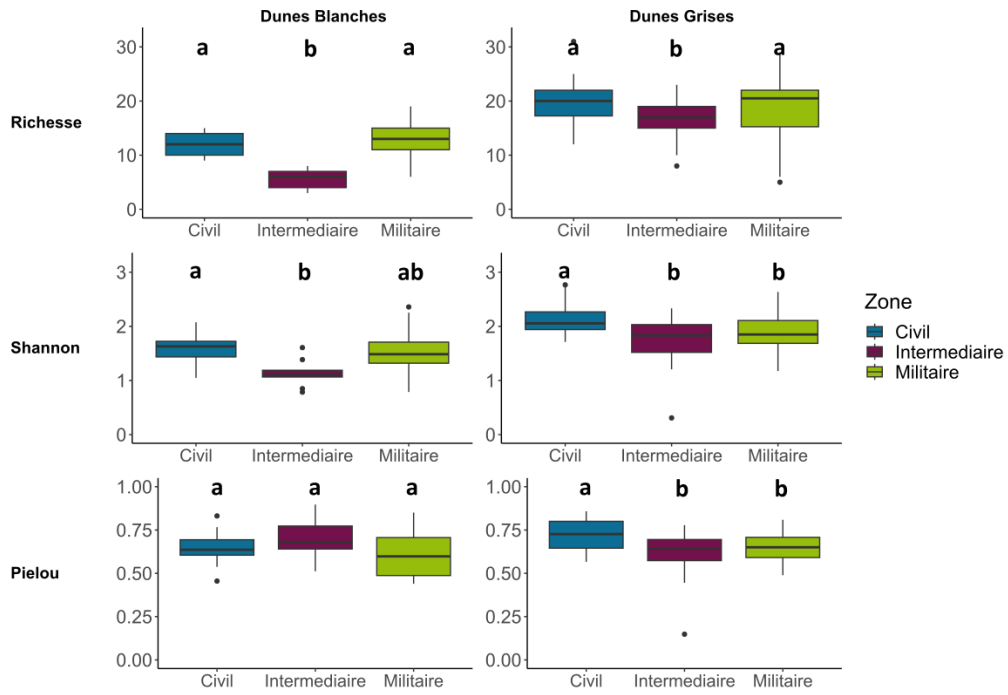 Dunes Blanches
Dunes Grises
Richesse
30
20
10
0
a b a
Civil Intermediaire Militaire
30
20
10
0
a b a
Civil Intermediaire Militaire
Shannon
3
2
1
0
a b ab
Civil Intermediaire Militaire
3
2
1
0
a b b
Civil Intermediaire Militaire
Pielou
1.00
0.75
0.50
0.25
0.00
a a a
Civil Intermediaire Militaire
1.00
0.75
0.50
0.25
0.00
a b b
Civil Intermediaire Militaire
Zone
Civil
Intermediaire
Militaire